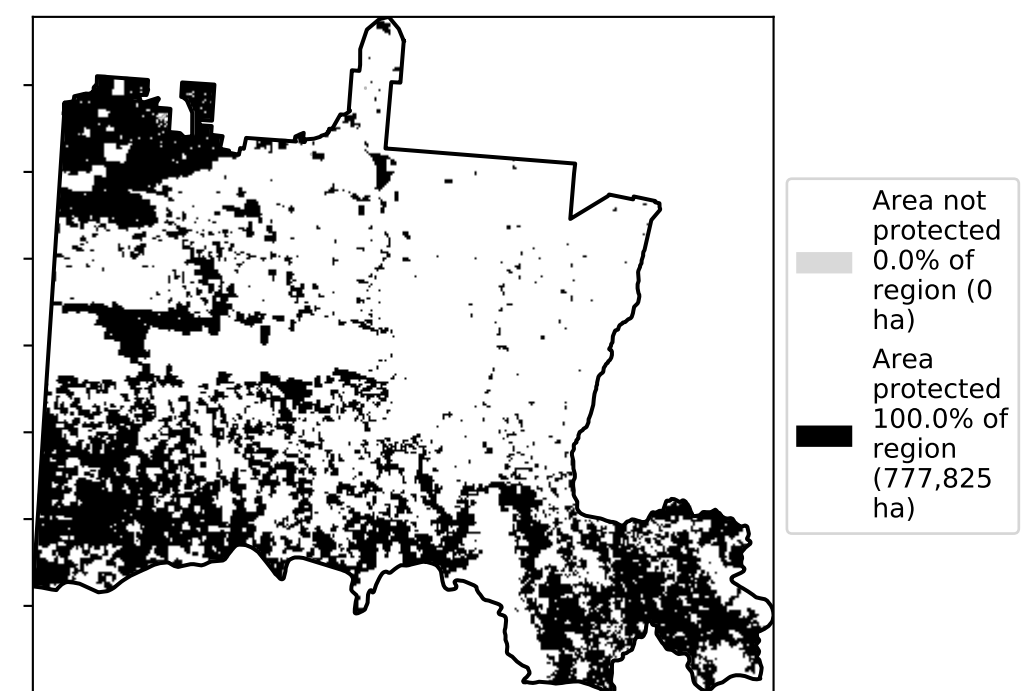 Area not
protected
0.0% of
region (0
ha)
Area
protected
100.0% of
region
(777,825
ha)